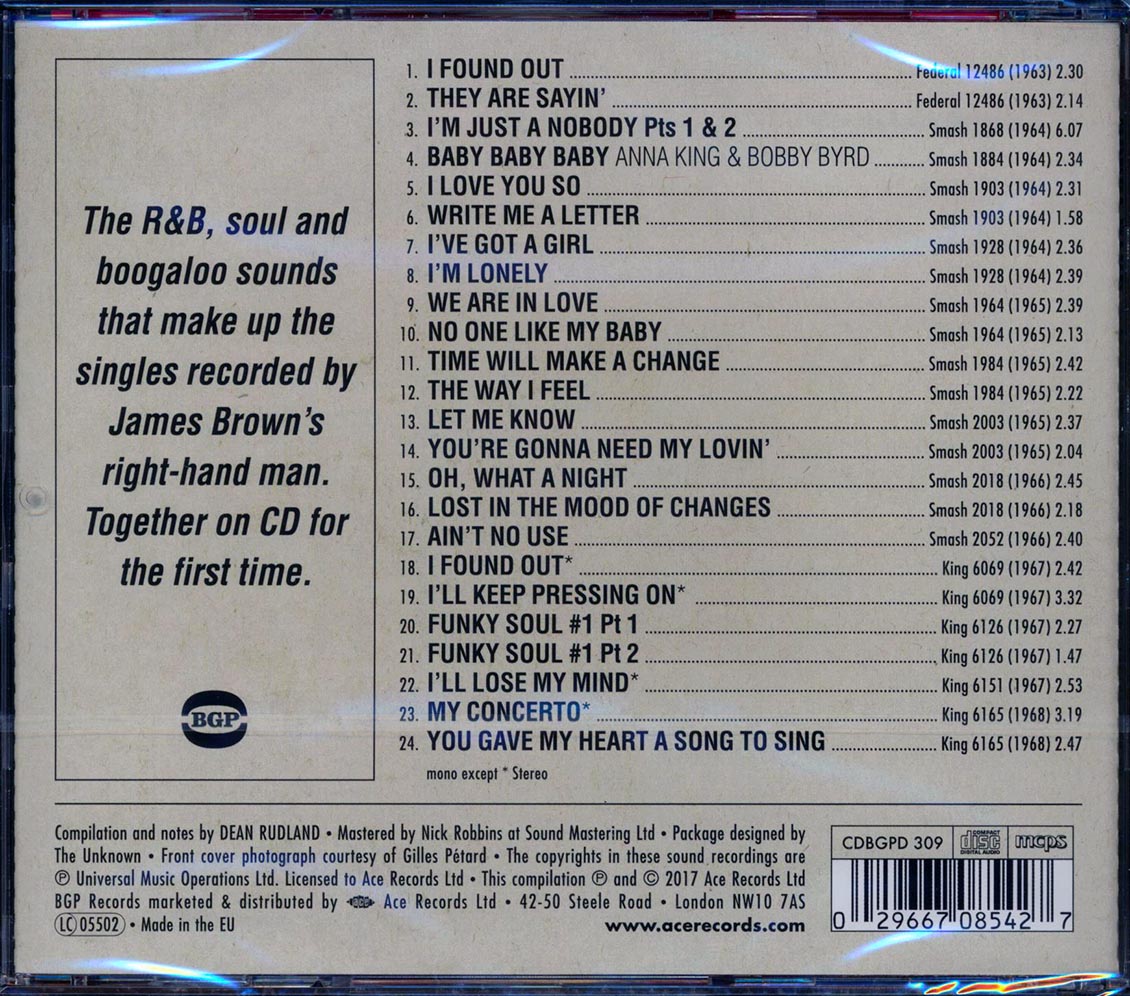 The R&B, soul and
boogaloo sounds
that make up the
singles recorded by
James Brown's
right-hand man.
Together on CD for
the first time.
BGP
1. I FOUND OUT Federal 12486 (1963) 2.30
2. THEY ARE SAYIN' Federal 12486 (1963) 2.14
3. I'M JUST A NOBODY Pts 1 & 2 Smash 1868 (1964) 6.07
4. BABY BABY BABY ANNA KING & BOBBY BYRD Smash 1884 (1964) 2.34
5. I LOVE YOU SO Smash 1903 (1964) 2.31
6. WRITE ME A LETTER Smash 1903 (1964) 1.58
7. I'VE GOT A GIRL Smash 1928 (1964) 2.36
8. I'M LONELY Smash 1928 (1964) 2.39
9. WE ARE IN LOVE Smash 1964 (1965) 2.39
10. NO ONE LIKE MY BABY Smash 1964 (1965) 2.13
11. TIME WILL MAKE A CHANGE Smash 1984 (1965) 2.42
12. THE WAY I FEEL Smash 1984 (1965) 2.22
13. LET ME KNOW Smash 2003 (1965) 2.37
14. YOU'RE GONNA NEED MY LOVIN' Smash 2003 (1965) 2.04
15. OH, WHAT A NIGHT Smash 2018 (1966) 2.45
16. LOST IN THE MOOD OF CHANGES Smash 2018 (1966) 2.18
17. AIN'T NO USE Smash 2052 (1966) 2.40
18. I FOUND OUT* King 6069 (1967) 2.42
19. I'LL KEEP PRESSING ON* King 6069 (1967) 3.32
20. FUNKY SOUL #1 Pt 1 King 6126 (1967) 2.27
21. FUNKY SOUL #1 Pt 2 King 6126 (1967) 1.47
22. I'LL LOSE MY MIND* King 6151 (1967) 2.53
23. MY CONCERTO* King 6165 (1968) 3.19
24. YOU GAVE MY HEART A SONG TO SING King 6165 (1968) 2.47
mono except * Stereo
Compilation and notes by DEAN RUDLAND • Mastered by Nick Robbins at Sound Mastering Ltd • Package designed by
The Unknown • Front cover photograph courtesy of Gilles Pétard • The copyrights in these sound recordings are
℗ Universal Music Operations Ltd. Licensed to Ace Records Ltd • This compilation ℗ and © 2017 Ace Records Ltd
BGP Records marketed & distributed by Ace Records Ltd • 42-50 Steele Road • London NW10 7AS
LC 05502 • Made in the EU
www.acerecords.com
CDBGPD 309
COMPACT disc DIGITAL AUDIO
mcps
0 29667 08542 7